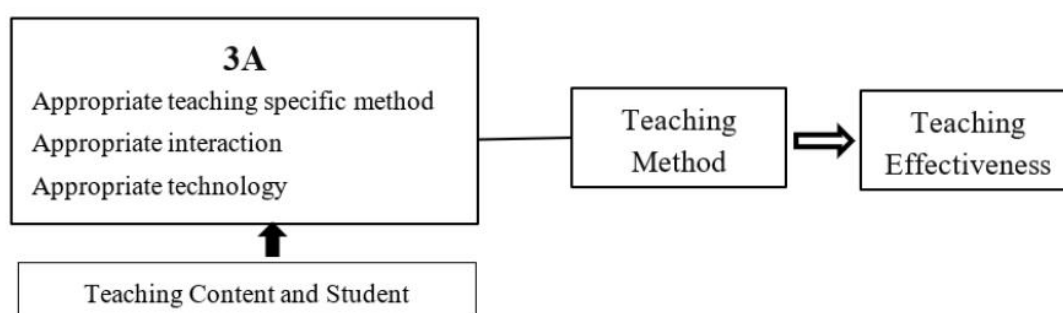 3A
Appropriate teaching specific method
Appropriate interaction
Appropriate technology
Teaching
Method
Teaching
Effectiveness
Teaching Content and Student